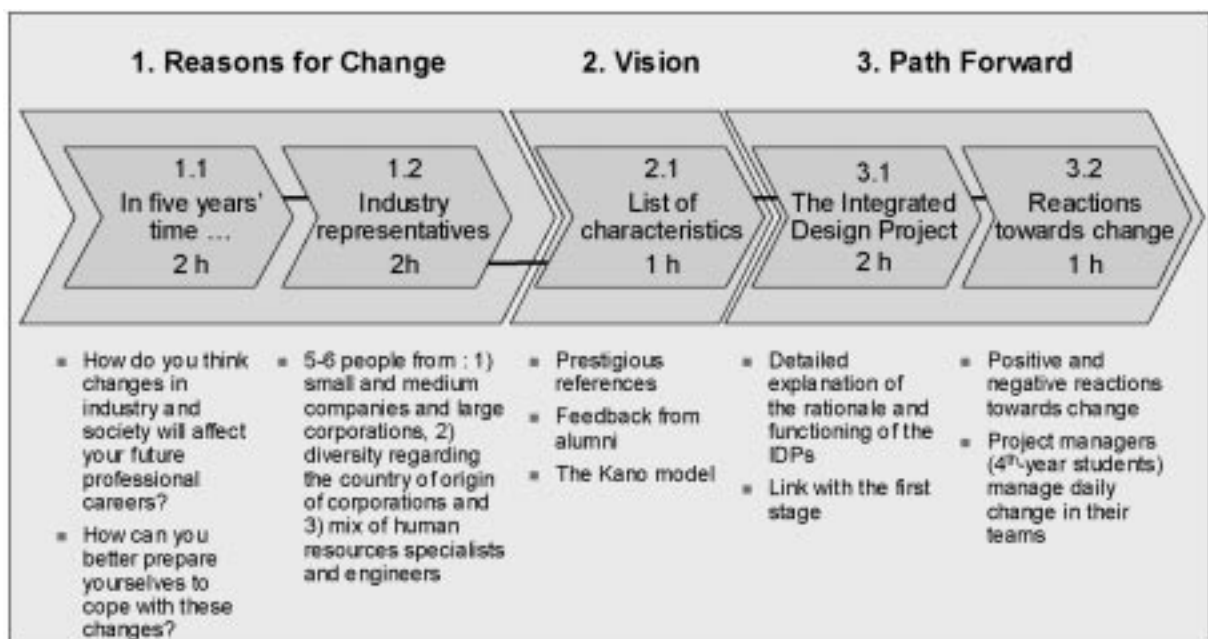 1. Reasons for Change
2. Vision
3. Path Forward
1.1
In five years'
time ...
2 h
1.2
Industry
representatives
2h
2.1
List of
characteristics
1 h
3.1
The Integrated
Design Project
2 h
3.2
Reactions
towards change
1 h
▪ How do you think
changes in
industry and
society will affect
your future
professional
careers?
▪ How can you
better prepare
yourselves to
cope with these
changes?
▪ 5-6 people from : 1)
small and medium
companies and large
corporations, 2)
diversity regarding
the country of origin
of corporations and
3) mix of human
resources specialists
and engineers
▪ Prestigious
references
▪ Feedback from
alumni
▪ The Kano model
▪ Detailed
explanation of
the rationale and
functioning of the
IDPs
▪ Link with the first
stage
▪ Positive and
negative reactions
towards change
▪ Project managers
(4th-year students)
manage daily
change in their
teams